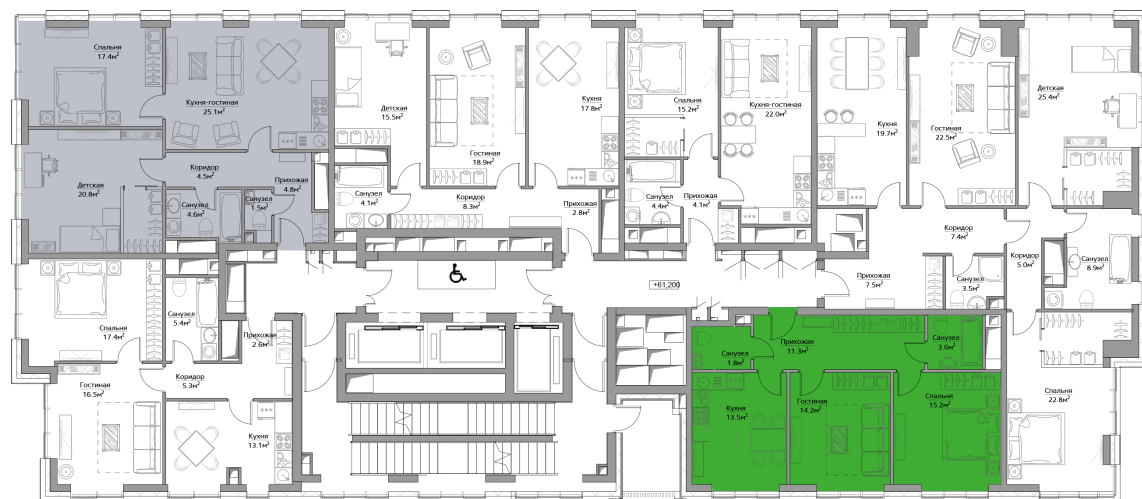 Спальня
17.4м²
Кухня-гостиная
25.1м²
Детская
20.8м²
Коридор
4.5м²
Прихожая
4.8м²
Санузел
4.6м²
Санузел
1.5м²
Детская
15.5м²
Гостиная
18.9м²
Кухня
17.8м²
Санузел
4.1м²
Коридор
8.3м²
Прихожая
2.8м²
Спальня
15.2м²
Кухня-гостиная
22.0м²
Санузел
4.4м²
Прихожая
4.1м²
Кухня
19.7м²
Гостиная
22.5м²
Детская
25.4м²
Коридор
7.4м²
Коридор
5.0м²
Санузел
8.9м²
Прихожая
7.5м²
Санузел
3.5м²
Спальня
22.8м²
+61,200
Спальня
17.4м²
Санузел
5.4м²
Прихожая
2.6м²
Гостиная
16.5м²
Коридор
5.3м²
Кухня
13.1м²
Санузел
1.8м²
Прихожая
11.3м²
Санузел
3.6м²
Кухня
13.5м²
Гостиная
14.2м²
Спальня
15.2м²